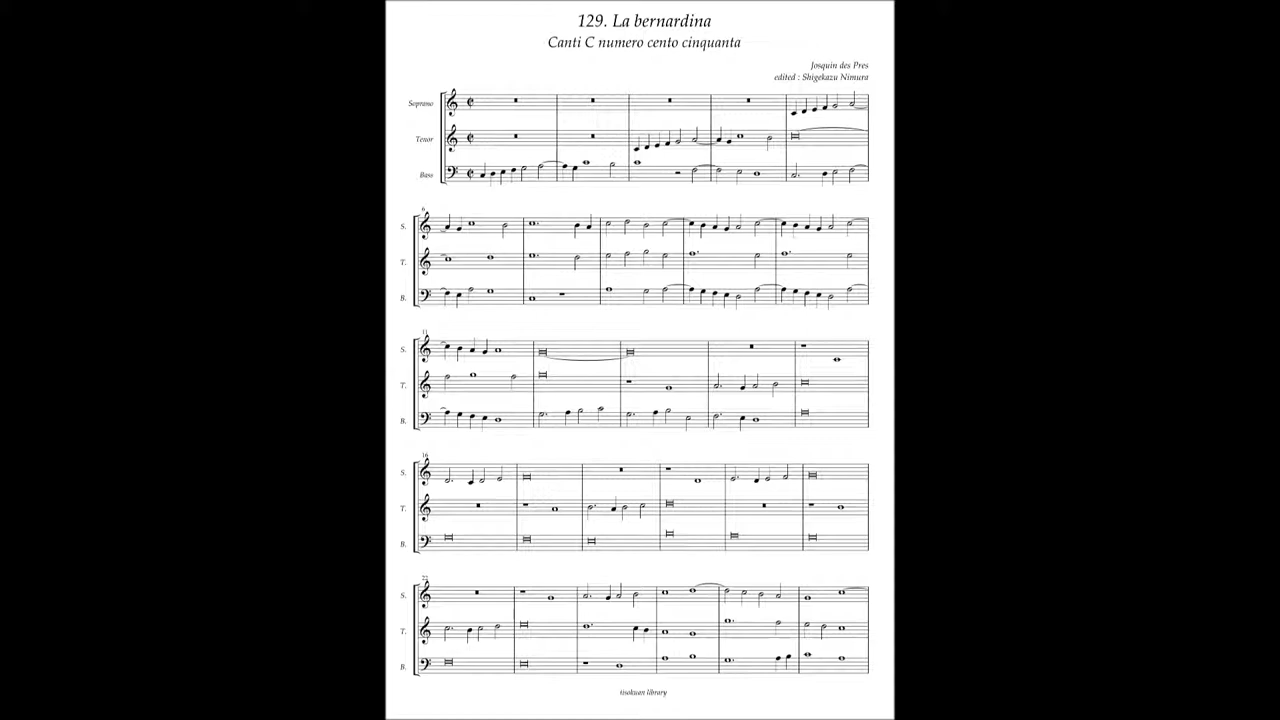 129. La bernardina
Canti C numero cento cinquanta
Josquin des Pres
edited : Shigekazu Nimura
Soprano
Tenor
Bass
6
S.
T.
B.
11
S.
T.
B.
16
S.
T.
B.
22
S.
T.
B.
tisokuan library